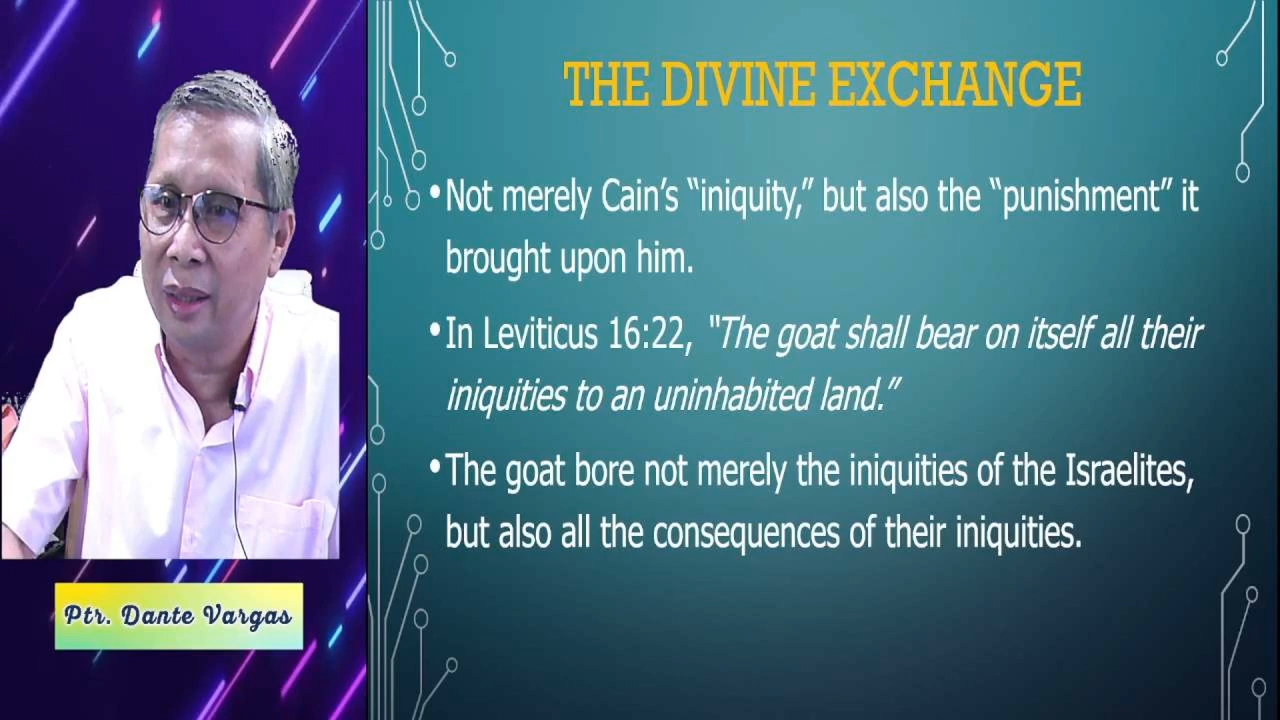 THE DIVINE EXCHANGE
• Not merely Cain’s “iniquity,” but also the “punishment” it
brought upon him.
• In Leviticus 16:22, “The goat shall bear on itself all their
iniquities to an uninhabited land.”
• The goat bore not merely the iniquities of the Israelites,
but also all the consequences of their iniquities.
Ptr. Dante Vargas